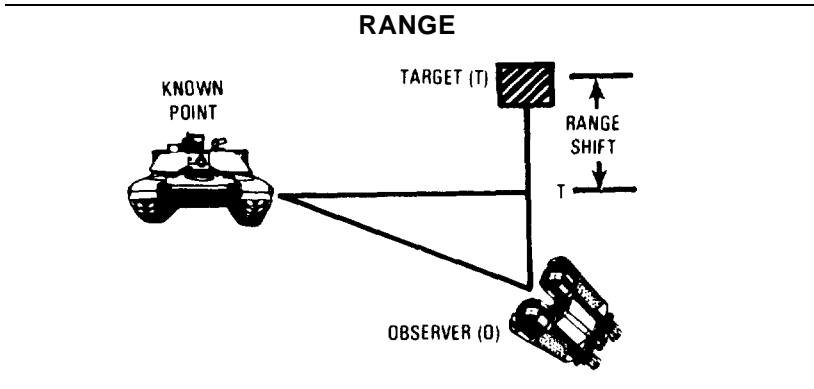 RANGE
TARGET (T)
KNOWN
POINT
RANGE
SHIFT
T
OBSERVER (O)